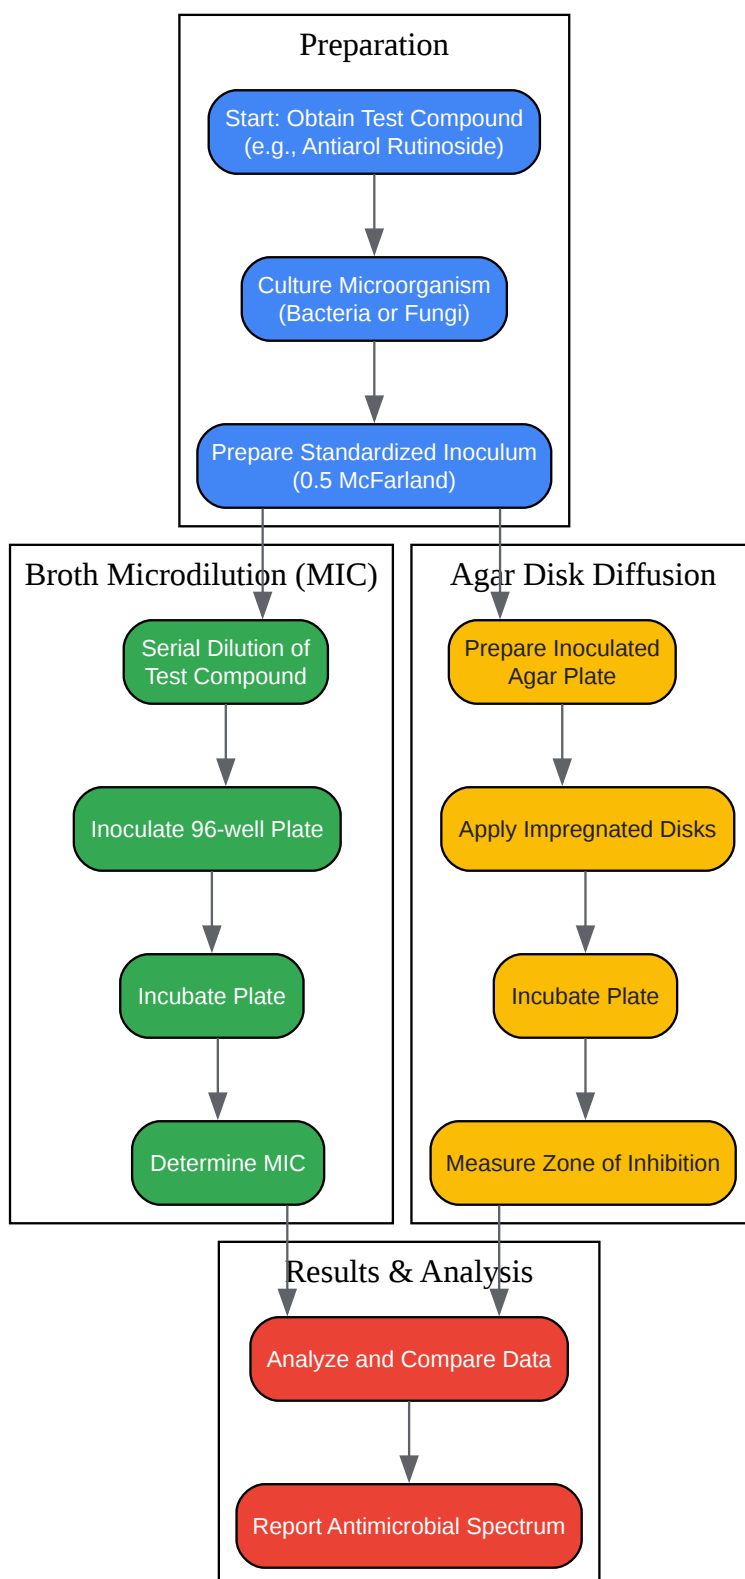 Preparation
Start: Obtain Test Compound
(e.g., Antiarol Rutinoside)
Culture Microorganism
(Bacteria or Fungi)
Prepare Standardized Inoculum
(0.5 McFarland)
Broth Microdilution (MIC)
Serial Dilution of
Test Compound
Inoculate 96-well Plate
Incubate Plate
Determine MIC
Agar Disk Diffusion
Prepare Inoculated
Agar Plate
Apply Impregnated Disks
Incubate Plate
Measure Zone of Inhibition
Results & Analysis
Analyze and Compare Data
Report Antimicrobial Spectrum